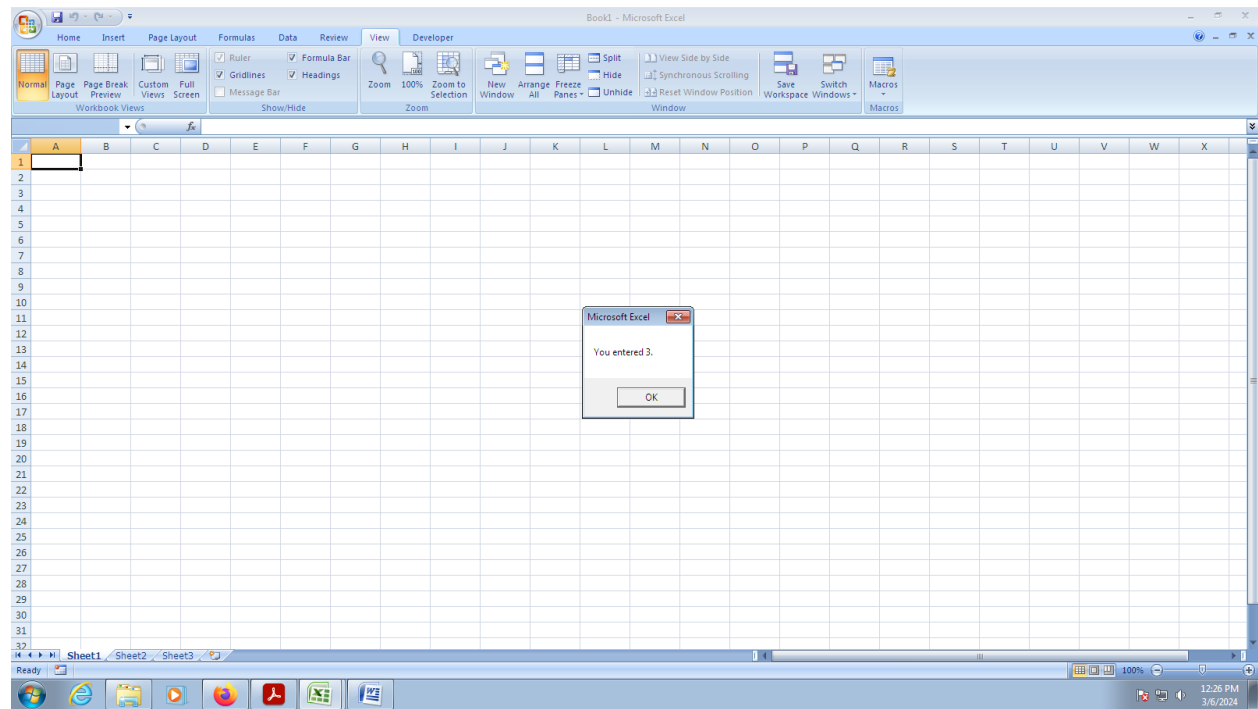 Book1 - Microsoft Excel
Home Insert Page Layout Formulas Data Review View Developer
Normal Page Layout Page Break Preview Custom Views Full Screen
Workbook Views
Ruler Formula Bar
Gridlines Headings
Message Bar
Show/Hide
Zoom 100% Zoom to Selection
Zoom
New Window Arrange All Freeze Panes
Split
Hide
Unhide
View Side by Side
Synchronous Scrolling
Reset Window Position
Save Workspace Switch Windows
Window
Macros
Macros
fx
A B C D E F G H I J K L M N O P Q R S T U V W X
1
2
3
4
5
6
7
8
9
10
11
12
13
14
15
16
17
18
19
20
21
22
23
24
25
26
27
28
29
30
31
32
Microsoft Excel
You entered 3.
OK
Sheet1 Sheet2 Sheet3
Ready 100%
12:26 PM
3/6/2024